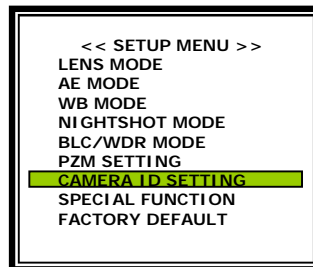 << SETUP MENU >>
LENS MODE
AE MODE
WB MODE
NIGHTSHOT MODE
BLC/WDR MODE
PZM SETTING
CAMERA ID SETTING
SPECIAL FUNCTION
FACTORY DEFAULT